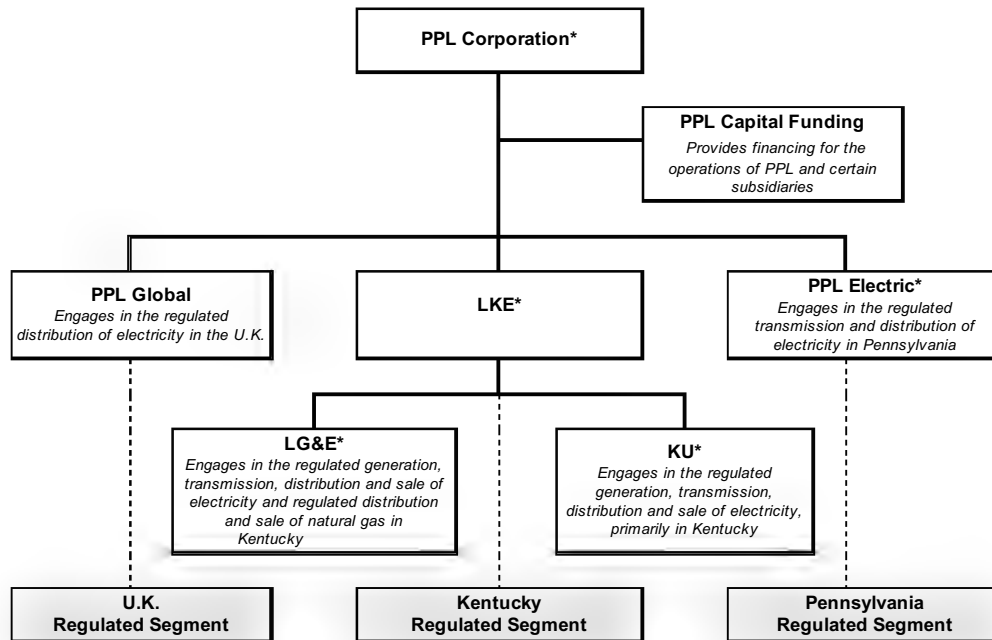 PPL Corporation*
PPL Capital Funding
Provides financing for the
operations of PPL and certain
subsidiaries
PPL Global
Engages in the regulated
distribution of electricity in the U.K.
LKE*
PPL Electric*
Engages in the regulated
transmission and distribution of
electricity in Pennsylvania
LG&E*
Engages in the regulated generation,
transmission, distribution and sale of
electricity and regulated distribution
and sale of natural gas in
Kentucky
KU*
Engages in the regulated
generation, transmission,
distribution and sale of electricity,
primarily in Kentucky
U.K.
Regulated Segment
Kentucky
Regulated Segment
Pennsylvania
Regulated Segment